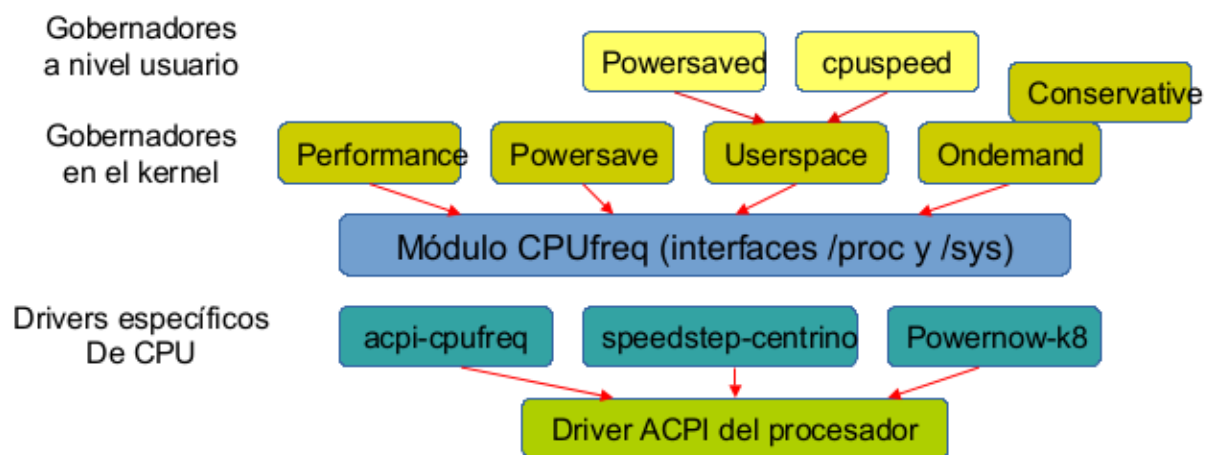 Gobernadores
a nivel usuario
Powersaved
cpuspeed
Conservative
Gobernadores
en el kernel
Performance
Powersave
Userspace
Ondemand
Módulo CPUfreq (interfaces /proc y /sys)
Drivers específicos
De CPU
acpi-cpufreq
speedstep-centrino
Powernow-k8
Driver ACPI del procesador